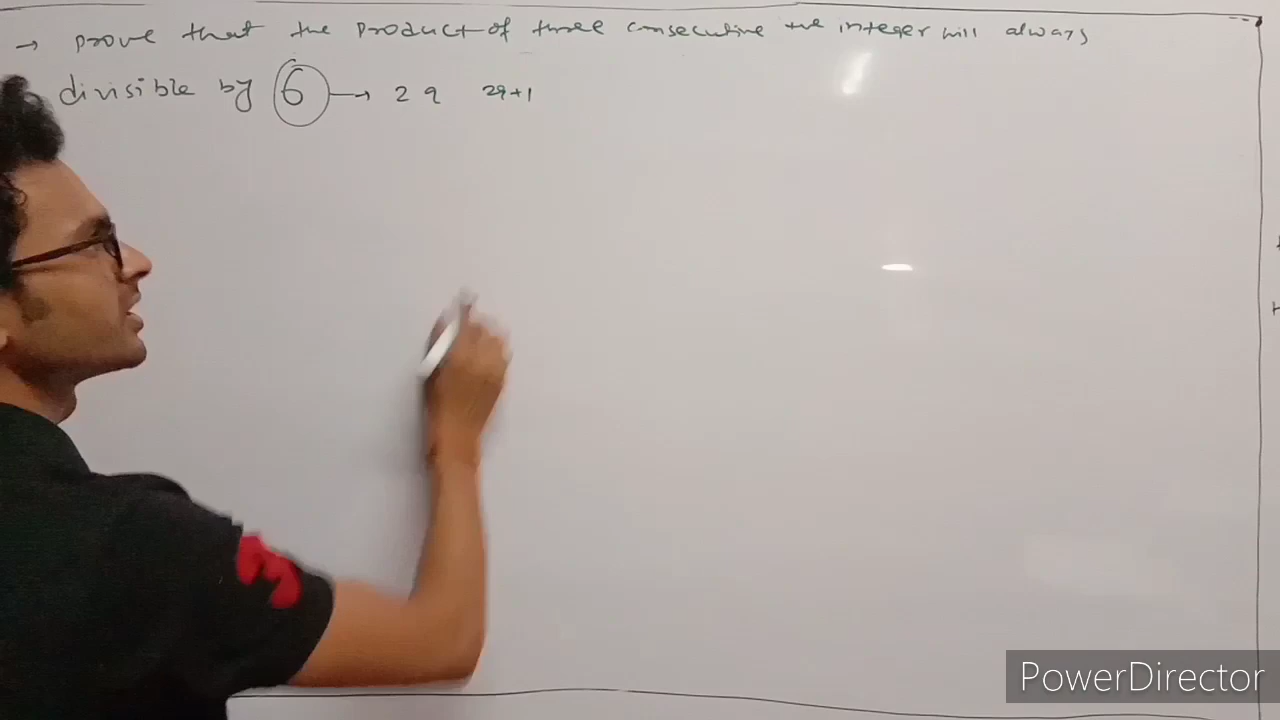 → prove that the product of three consecutive +ve integer will always
divisible by 6 → 2q 2q+1
PowerDirector